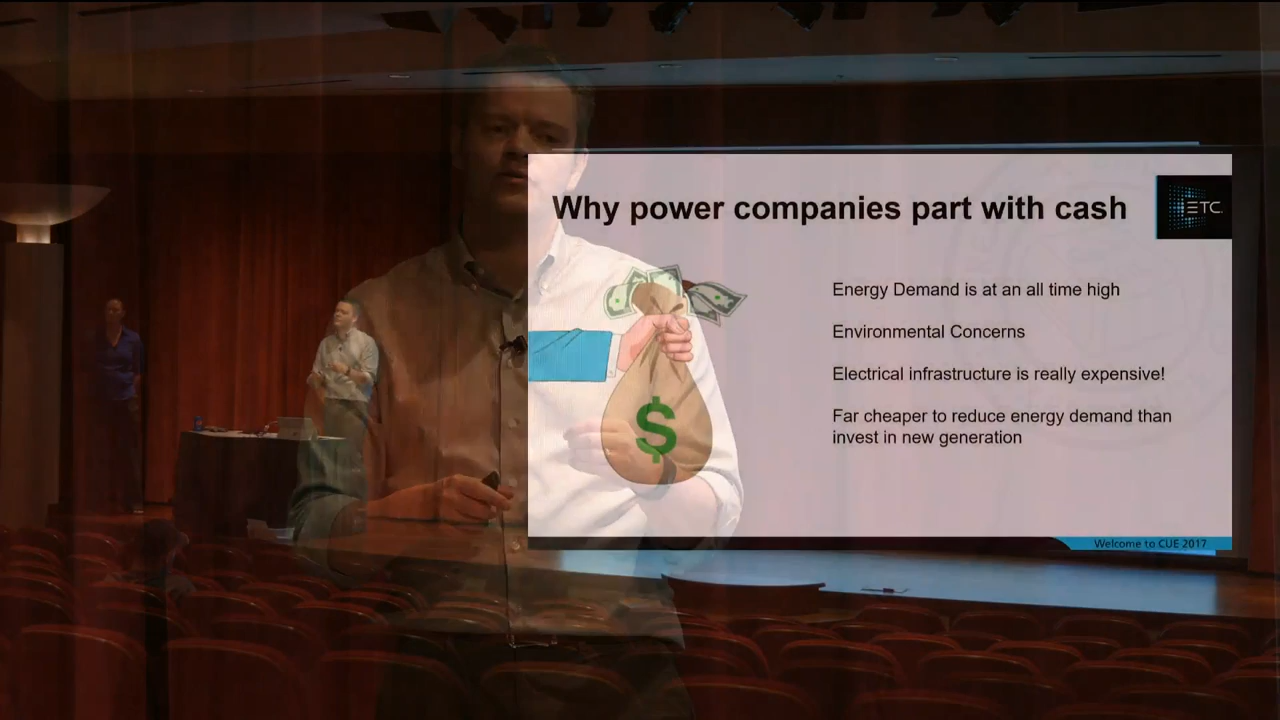 Why power companies part with cash
ETC
Energy Demand is at an all time high
Environmental Concerns
Electrical infrastructure is really expensive!
Far cheaper to reduce energy demand than
invest in new generation
$
Welcome to CUE 2017